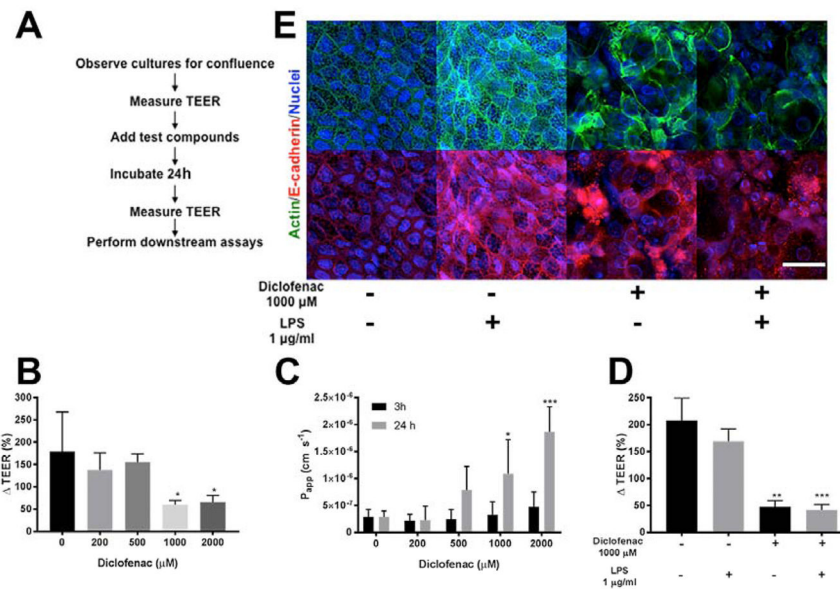 A
Observe cultures for confluence
Measure TEER
Add test compounds
Incubate 24h
Measure TEER
Perform downstream assays
E
Actin/E-cadherin/Nuclei
Diclofenac
1000 µM
- - + +
LPS
1 µg/ml
- + - +
B
Δ TEER (%)
300
250
200
150
100
50
0
* *
0 200 500 1000 2000
Diclofenac (µM)
C
Papp (cm s-1)
2.5×10-6
2.0×10-6
1.5×10-6
1.0×10-6
5.0×10-7
0
3h
24 h
* ***
0 200 500 1000 2000
Diclofenac (µM)
D
Δ TEER (%)
250
200
150
100
50
0
** ***
Diclofenac
1000 µM
- - + +
LPS
1 µg/ml
- + - +